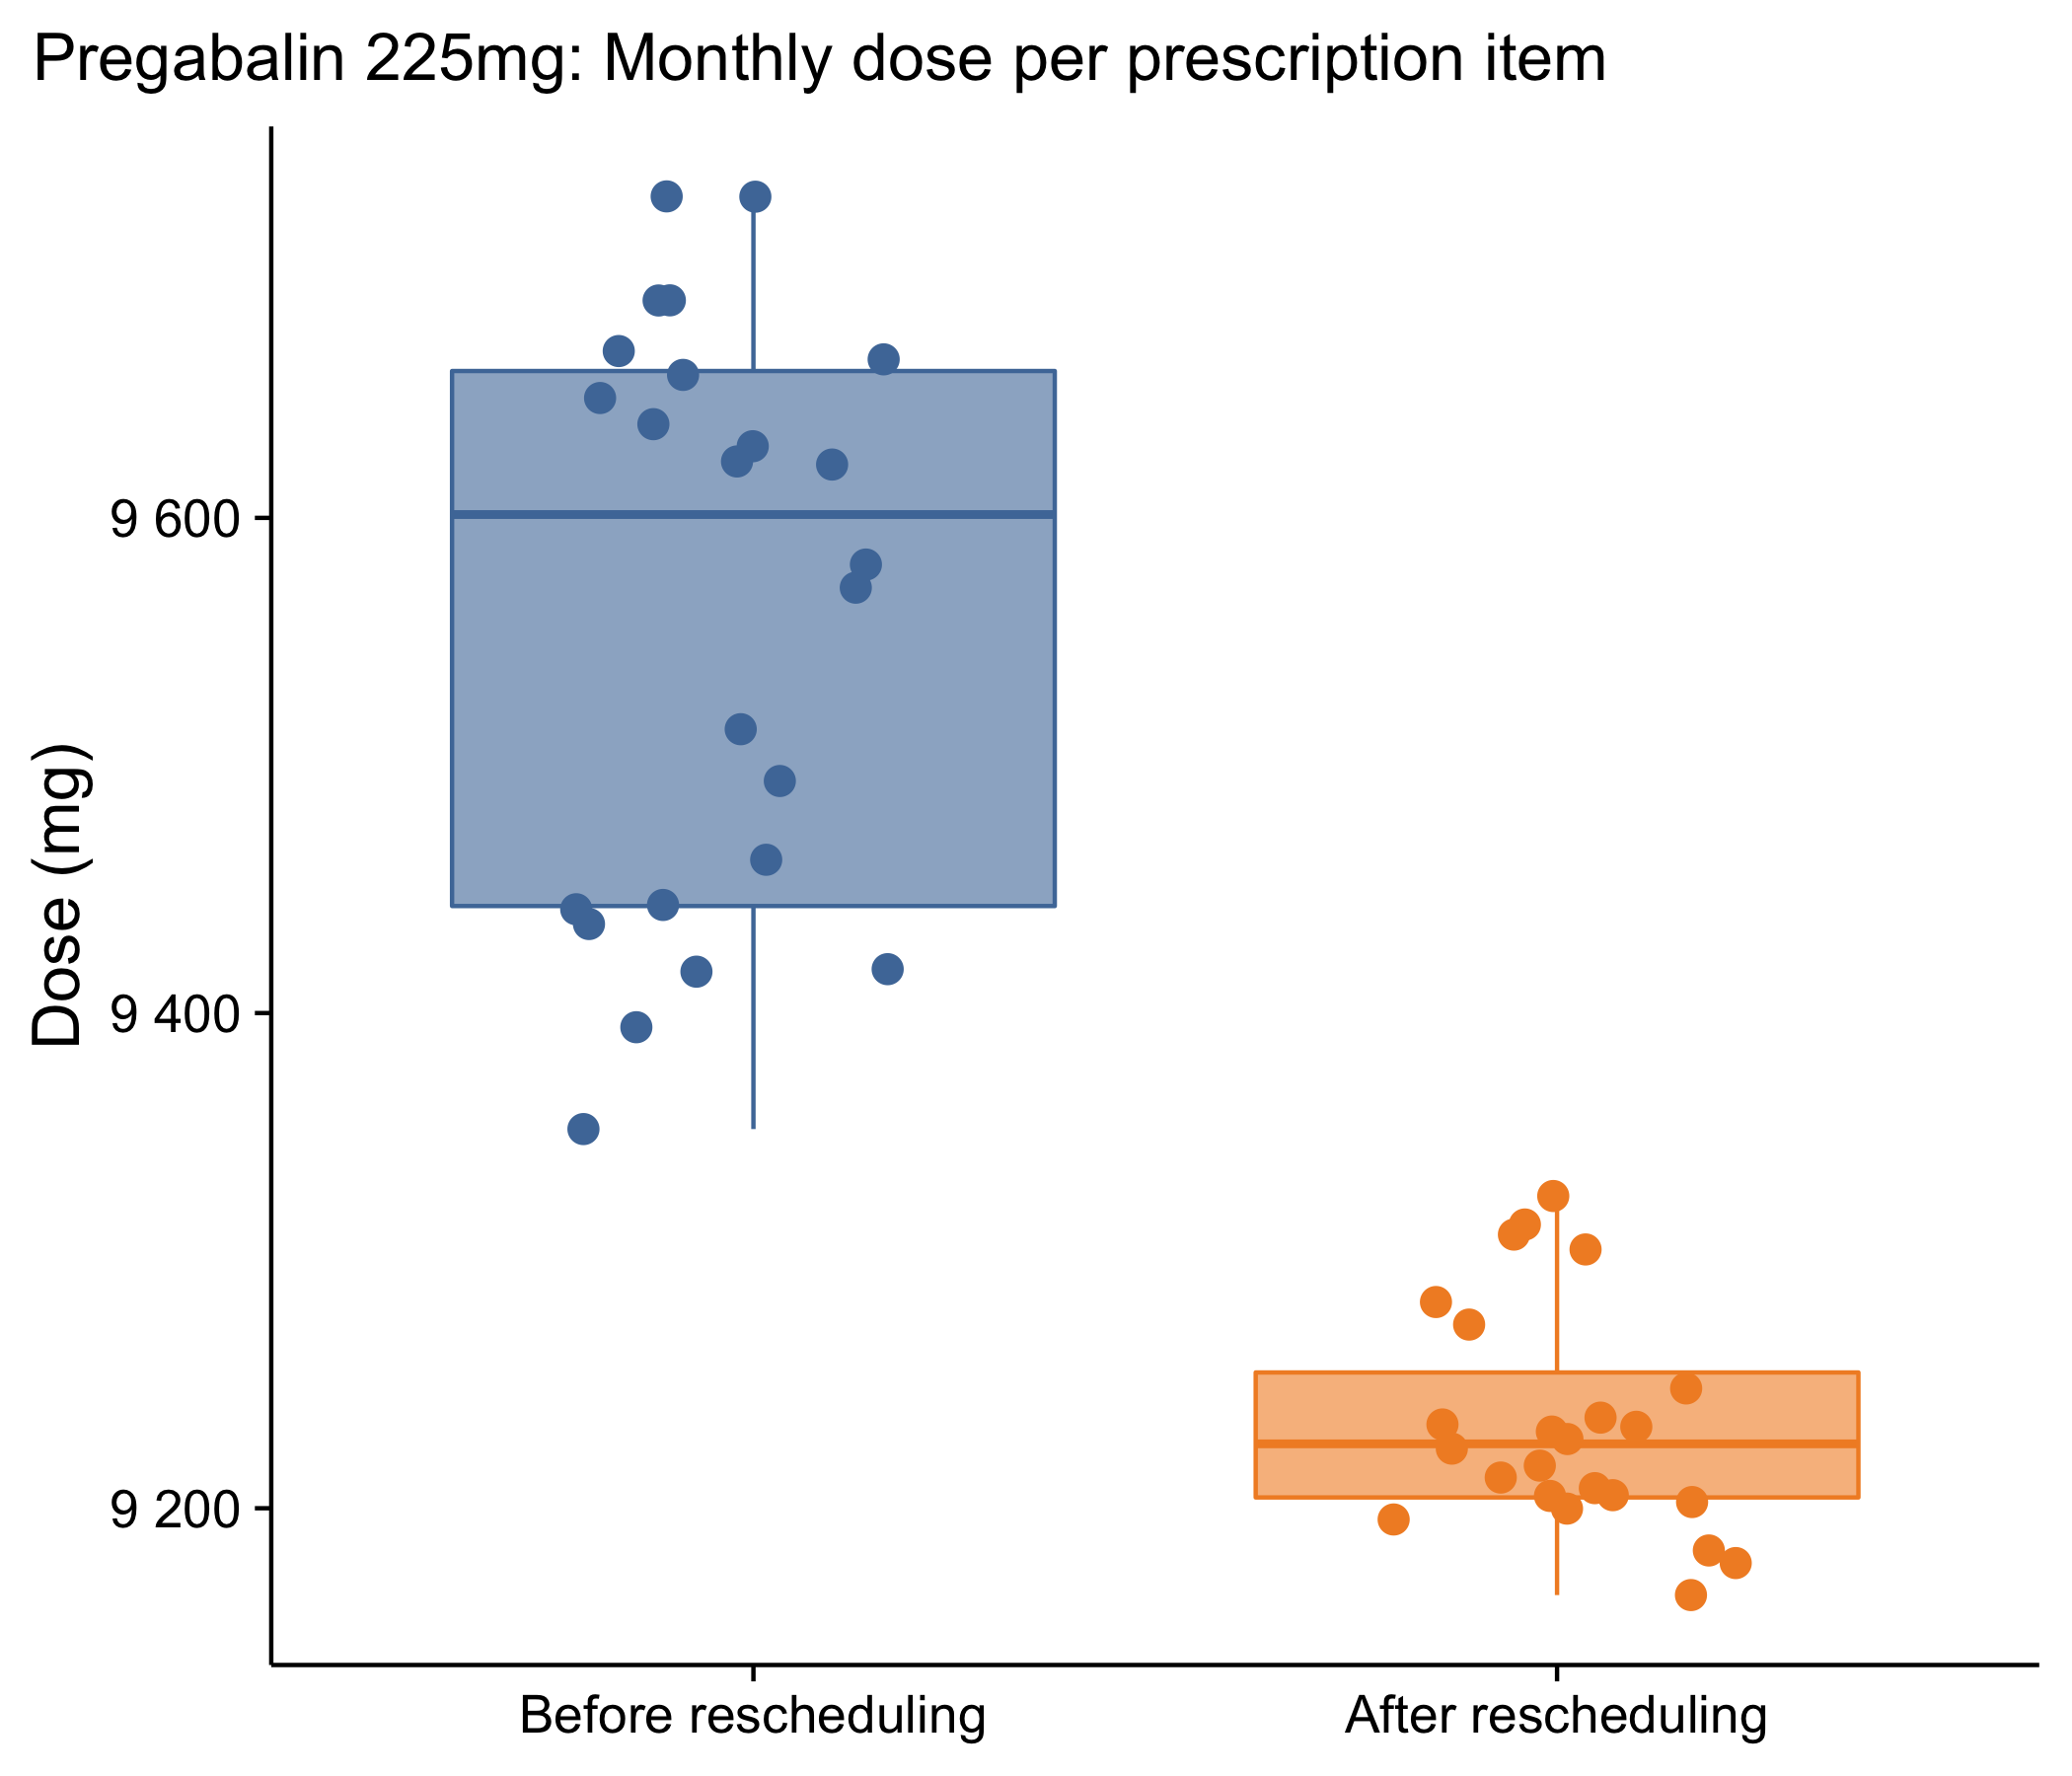 Pregabalin 225mg: Monthly dose per prescription item
Dose (mg)
9 600
9 400
9 200
Before rescheduling
After rescheduling